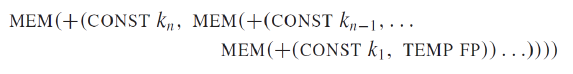 MEM(+(CONST kₙ, MEM(+(CONST kₙ₋₁, ...
MEM(+(CONST k₁, TEMP FP))...))))